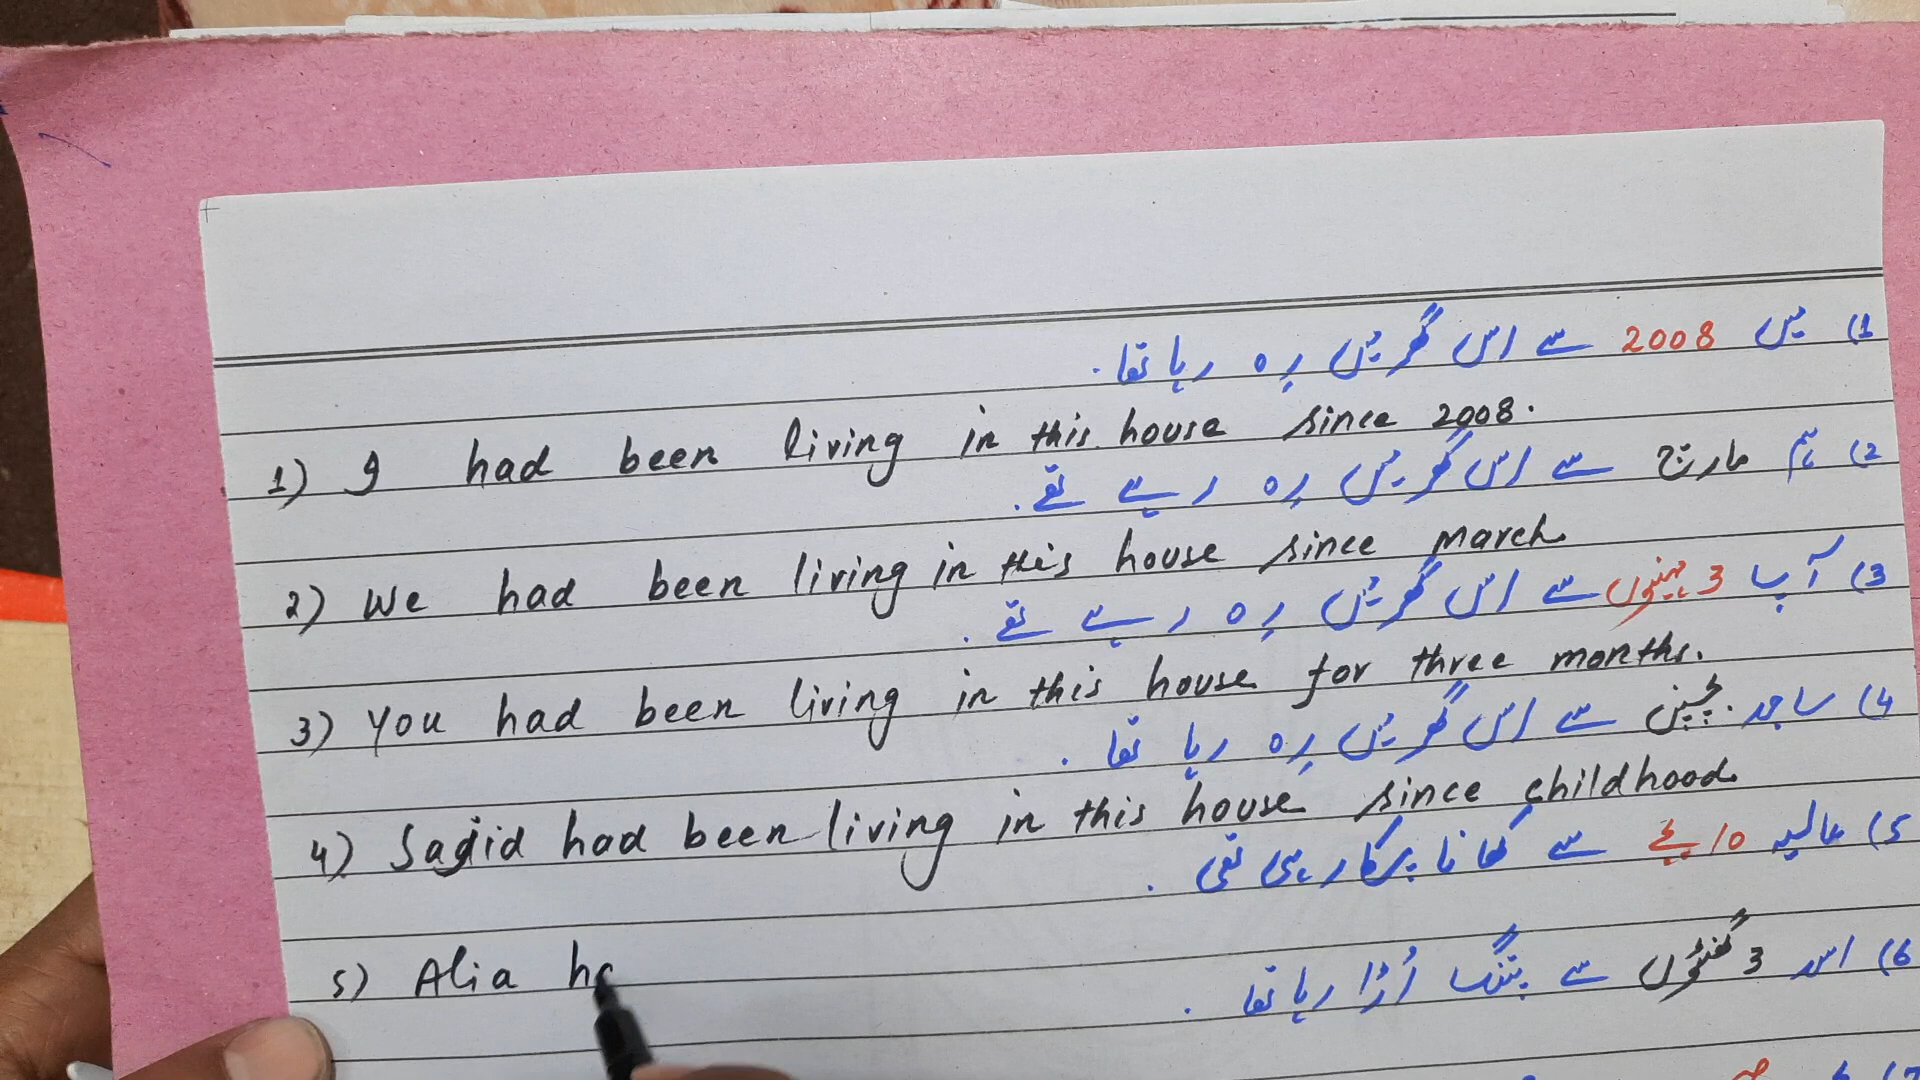 1) میں 2008 سے اس گھر میں رہ رہا تھا۔
1) I had been living in this house since 2008.
2) ہم مارچ سے اس گھر میں رہ رہے تھے۔
2) We had been living in this house since march.
3) آپ 3 مہینوں سے اس گھر میں رہ رہے تھے۔
3) You had been living in this house for three months.
4) ساجد بچپن سے اس گھر میں رہ رہا تھا۔
4) Sajid had been living in this house since childhood.
5) عالیہ 10 بجے سے کھانا پکا رہی تھی۔
5) Alia ha
6) اسد 3 گھنٹوں سے پتنگ اُڑا رہا تھا۔